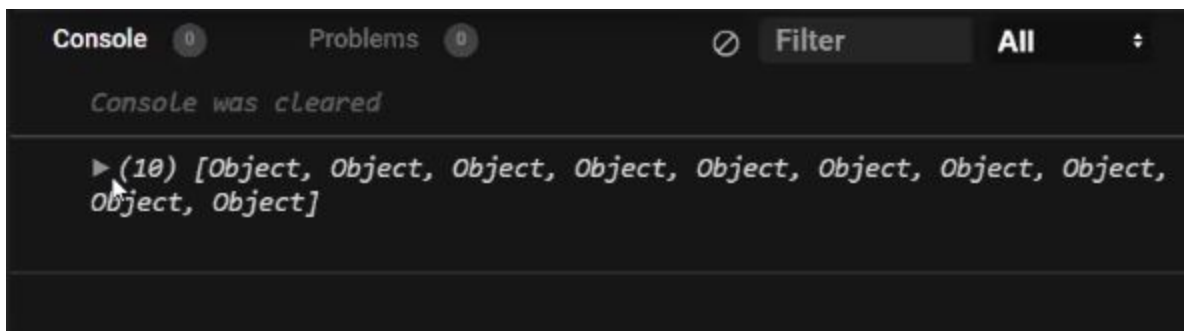 Console 0 Problems 0 Filter All
Console was cleared
(10) [Object, Object, Object, Object, Object, Object, Object, Object,
Object, Object]